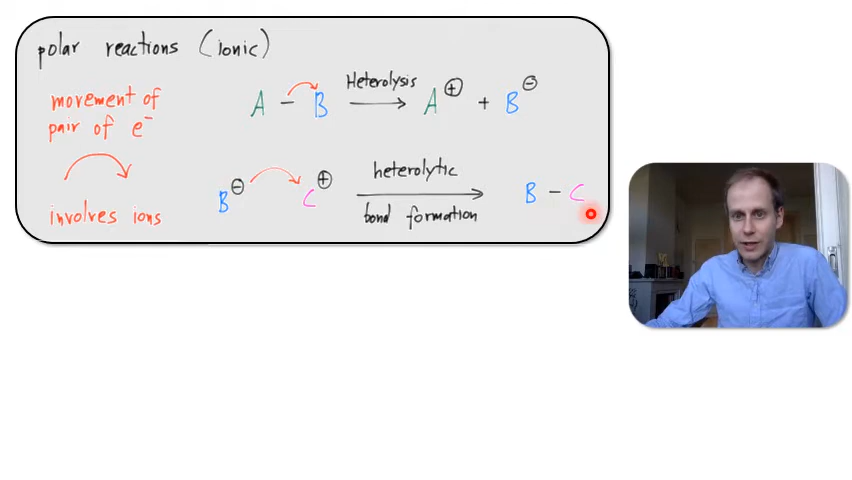 polar reactions (ionic)
movement of
pair of e⁻
involves ions
A – B Heterolysis A⊕ + B⊖
B⊖ C⊕ heterolytic bond formation B – C